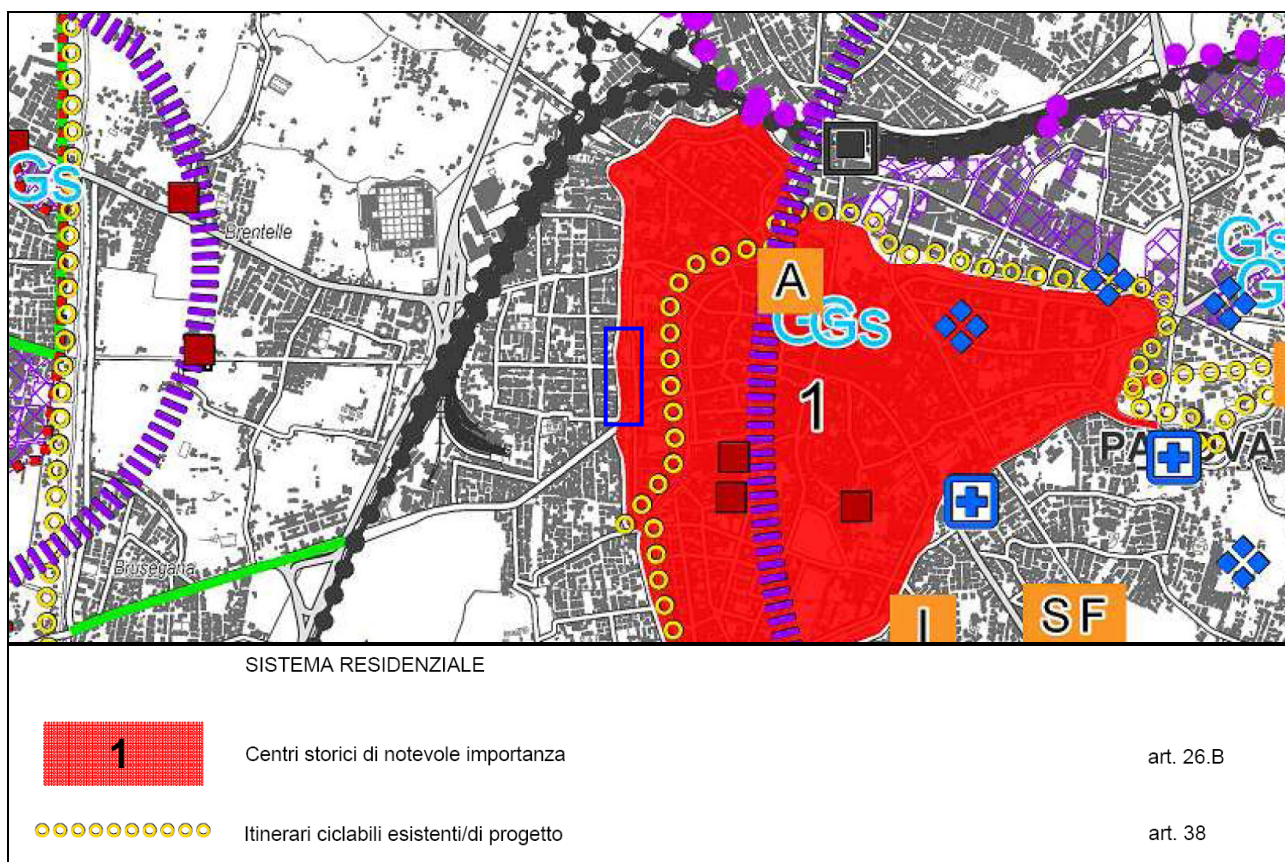 Gs
Brentelle
A
Gs
G
G
Gs
1
PADOVA
Brusegana
I
SF
SISTEMA RESIDENZIALE
1
Centri storici di notevole importanza
art. 26.B
Itinerari ciclabili esistenti/di progetto
art. 38